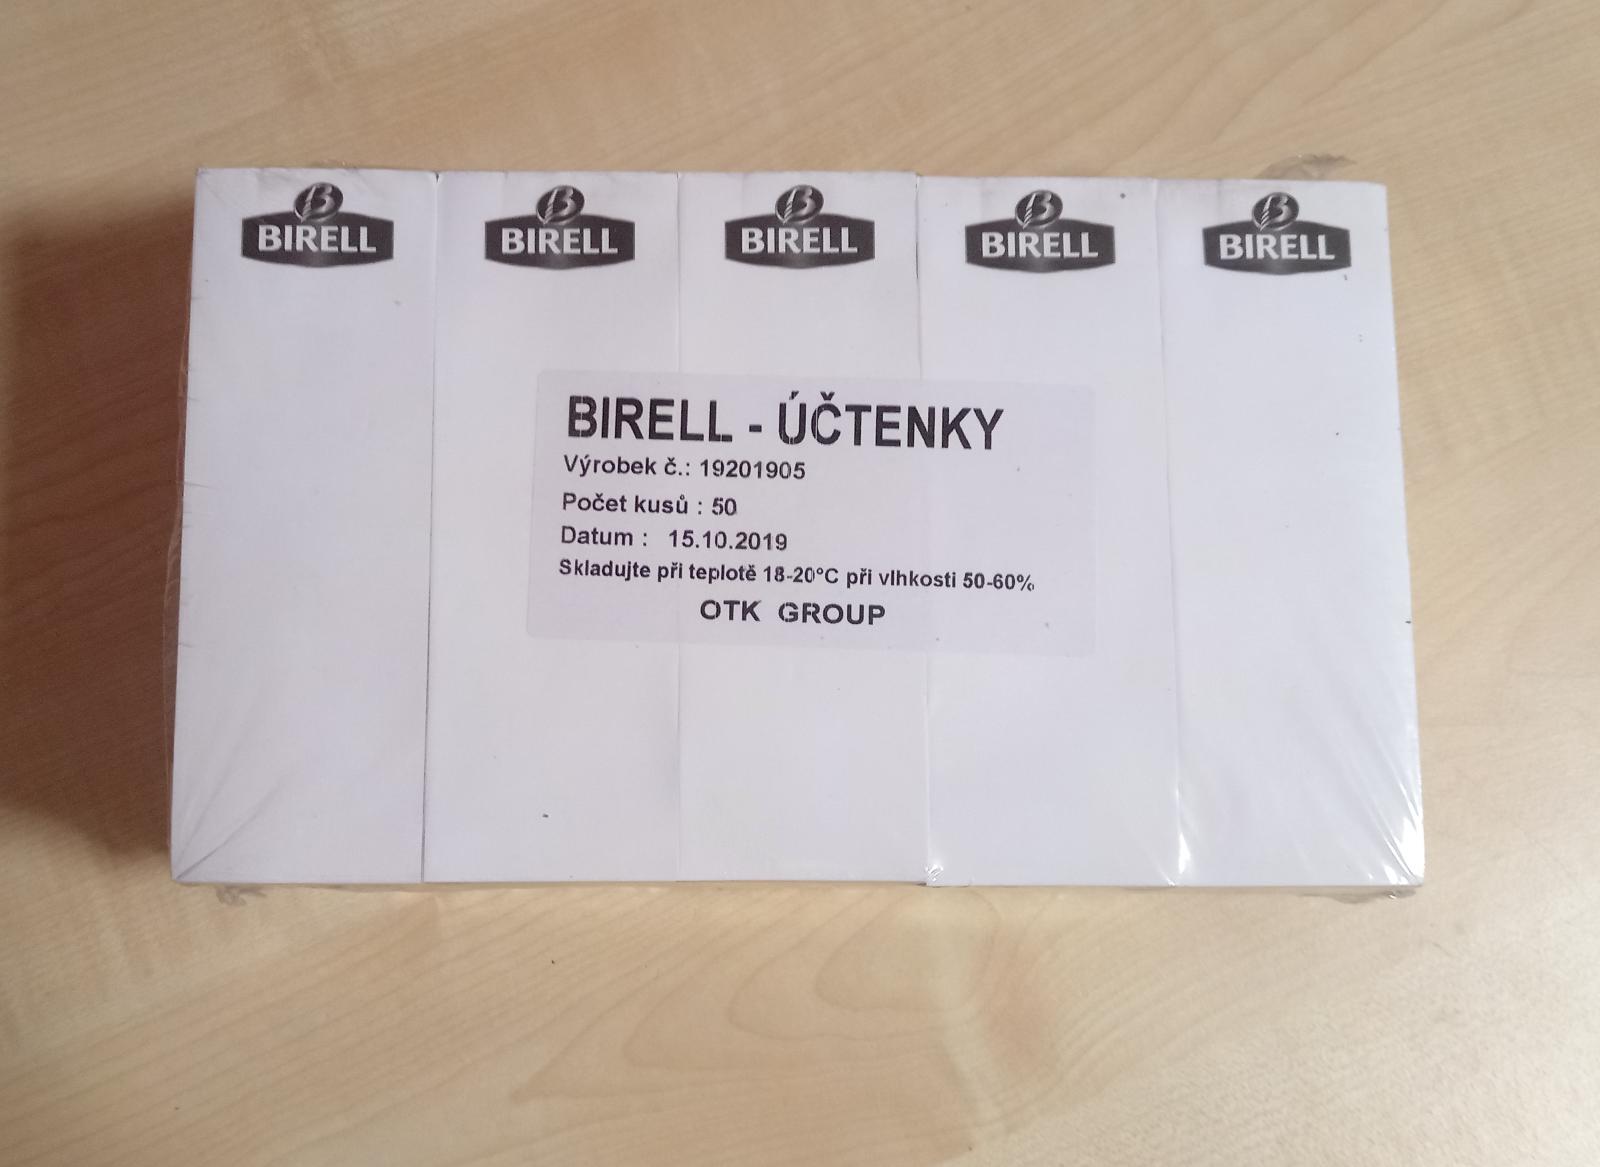 BIRELL BIRELL BIRELL BIRELL BIRELL
BIRELL - ÚČTENKY
Výrobek č.: 19201905
Počet kusů : 50
Datum : 15.10.2019
Skladujte při teplotě 18-20°C při vlhkosti 50-60%
OTK GROUP